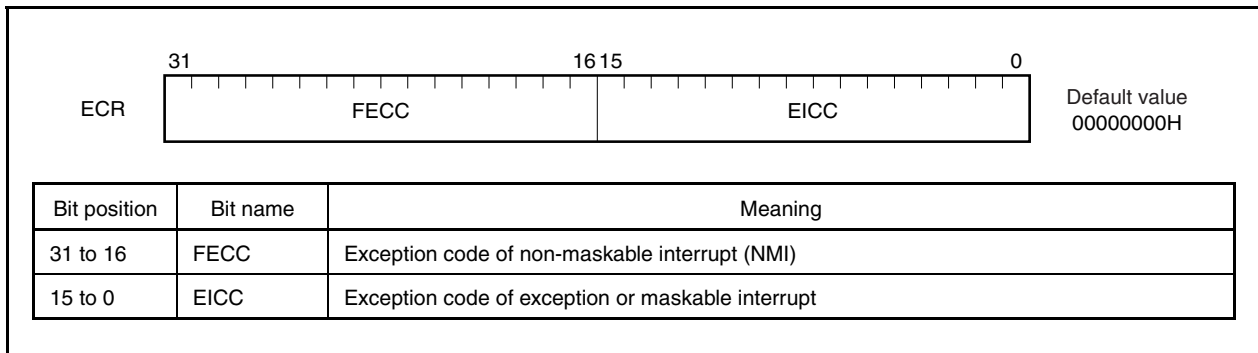 31 16 15 0
ECR FECC EICC Default value
00000000H
Bit position Bit name Meaning
31 to 16 FECC Exception code of non-maskable interrupt (NMI)
15 to 0 EICC Exception code of exception or maskable interrupt